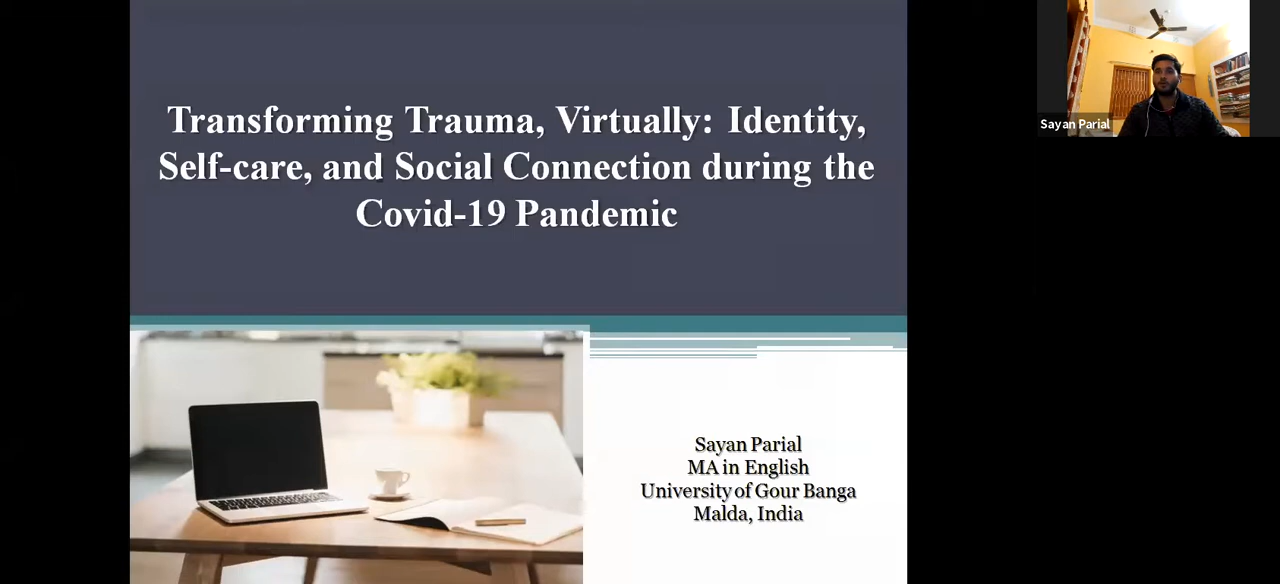 Transforming Trauma, Virtually: Identity,
Self-care, and Social Connection during the
Covid-19 Pandemic
Sayan Parial
MA in English
University of Gour Banga
Malda, India
Sayan Parial